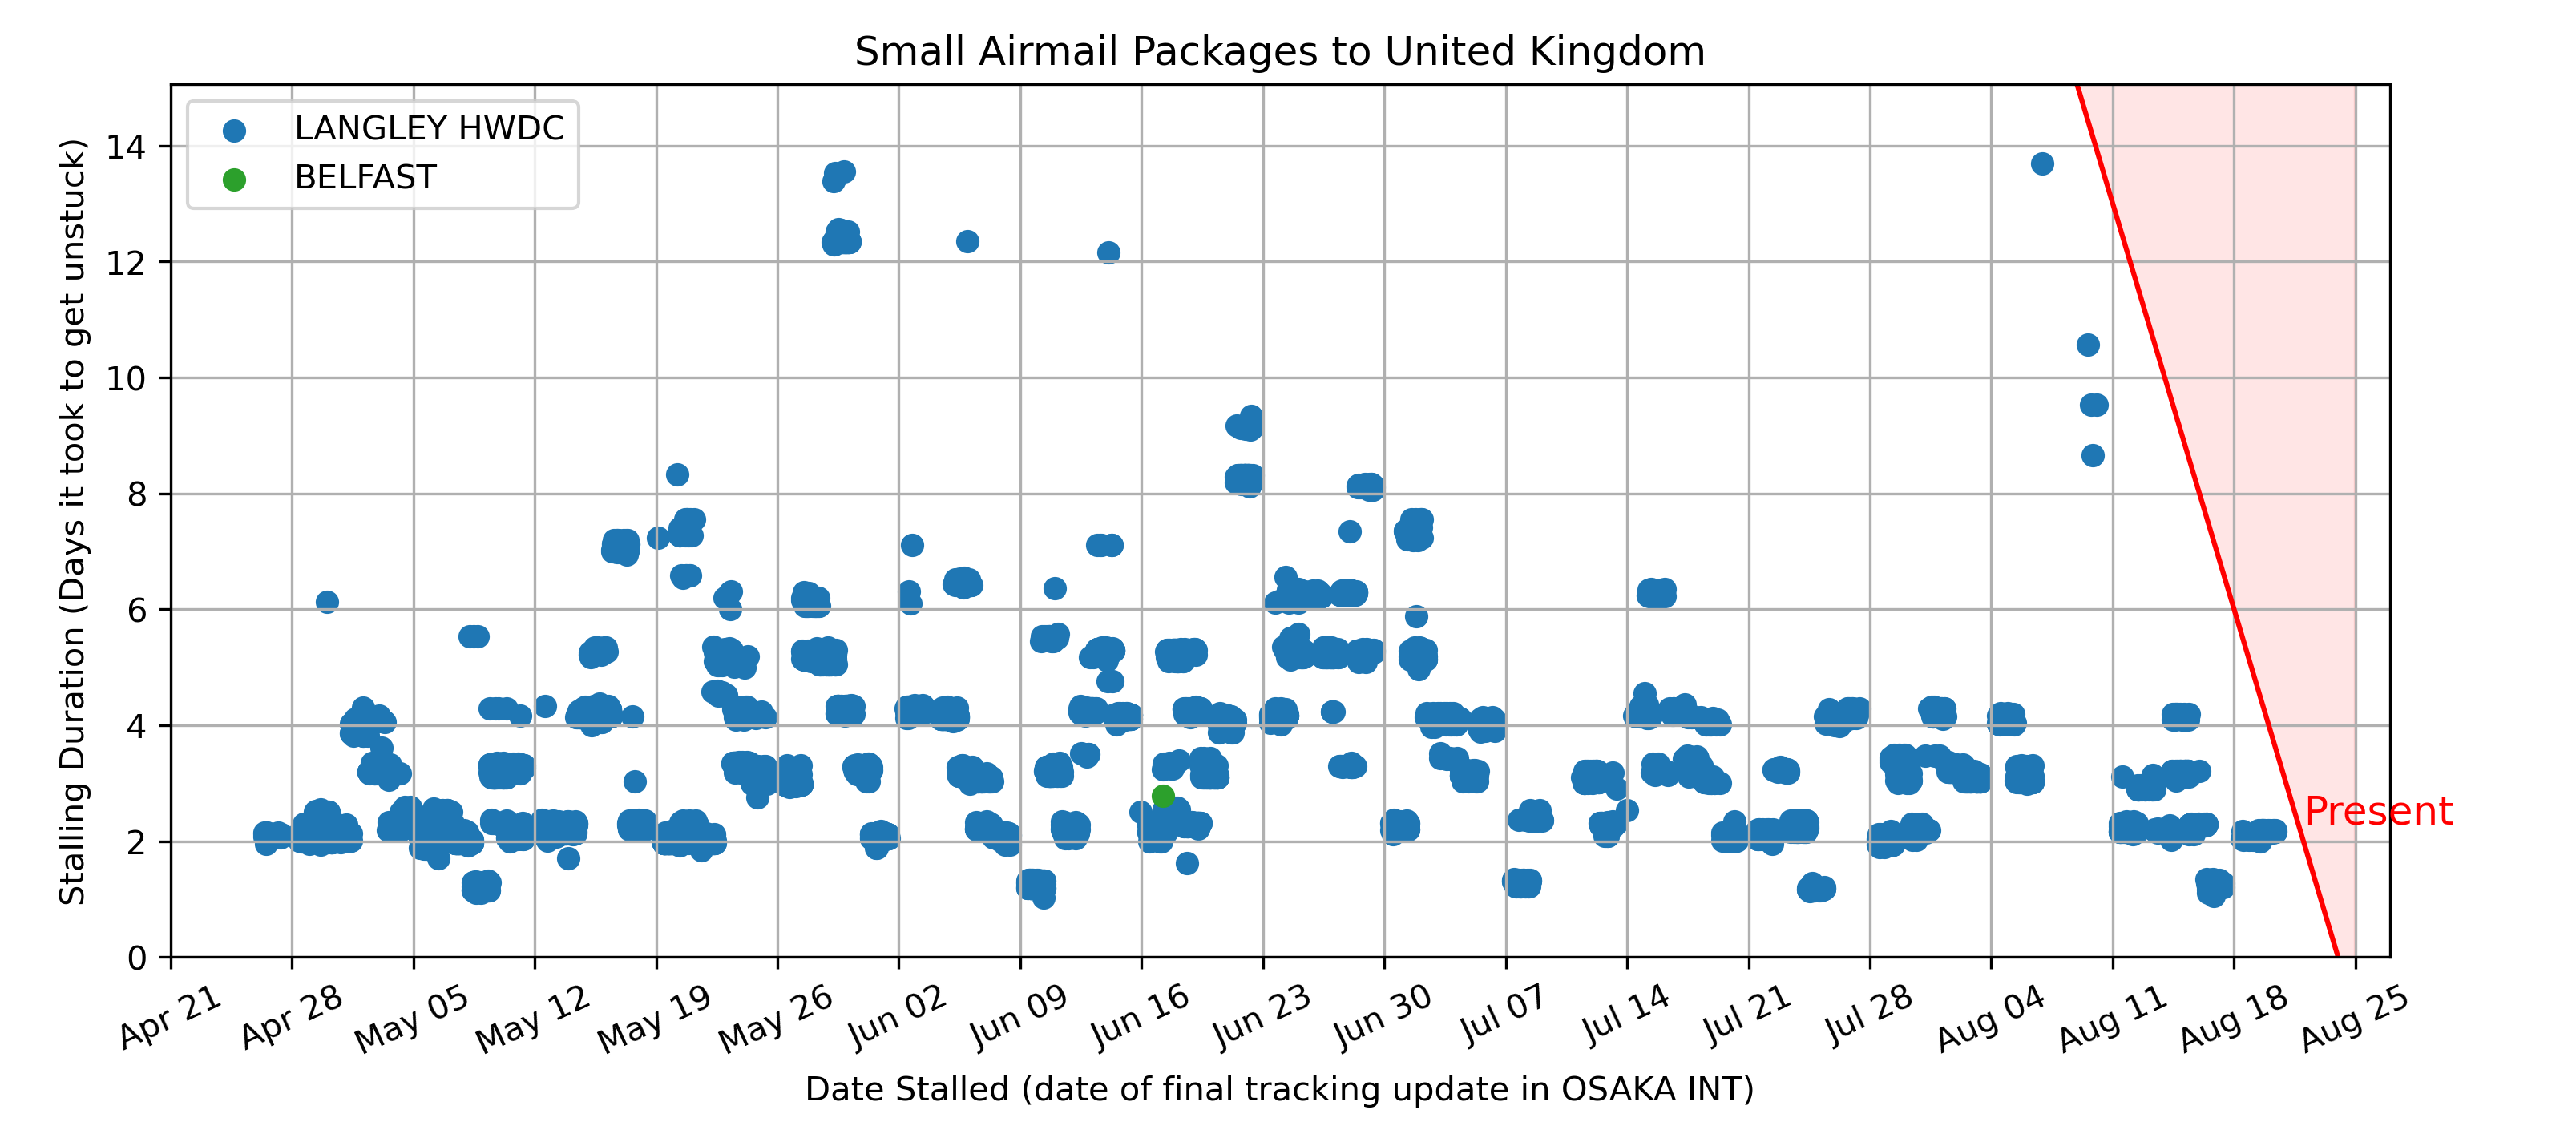 Small Airmail Packages to United Kingdom
LANGLEY HWDC
BELFAST
Stalling Duration (Days it took to get unstuck)
14
12
10
8
6
4
2
0
Present
Apr 21
Apr 28
May 05
May 12
May 19
May 26
Jun 02
Jun 09
Jun 16
Jun 23
Jun 30
Jul 07
Jul 14
Jul 21
Jul 28
Aug 04
Aug 11
Aug 18
Aug 25
Date Stalled (date of final tracking update in OSAKA INT)